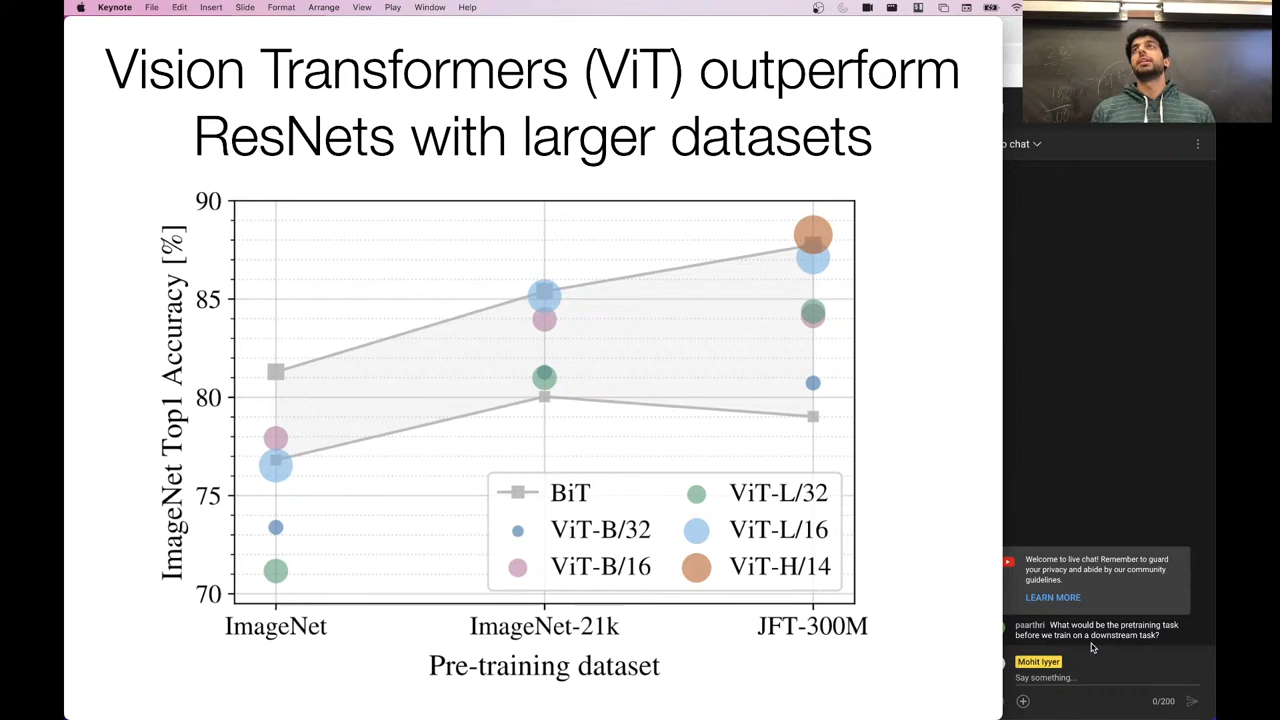 Keynote File Edit Insert Slide Format Arrange View Play Window Help
Vision Transformers (ViT) outperform
ResNets with larger datasets
90
85
80
75
70
ImageNet Top1 Accuracy [%]
BiT
ViT-B/32
ViT-B/16
ViT-L/32
ViT-L/16
ViT-H/14
ImageNet ImageNet-21k JFT-300M
Pre-training dataset
chat
Welcome to live chat! Remember to guard
your privacy and abide by our community
guidelines.
LEARN MORE
paarthri What would be the pretraining task
before we train on a downstream task?
Mohit Iyyer
Say something...
0/200